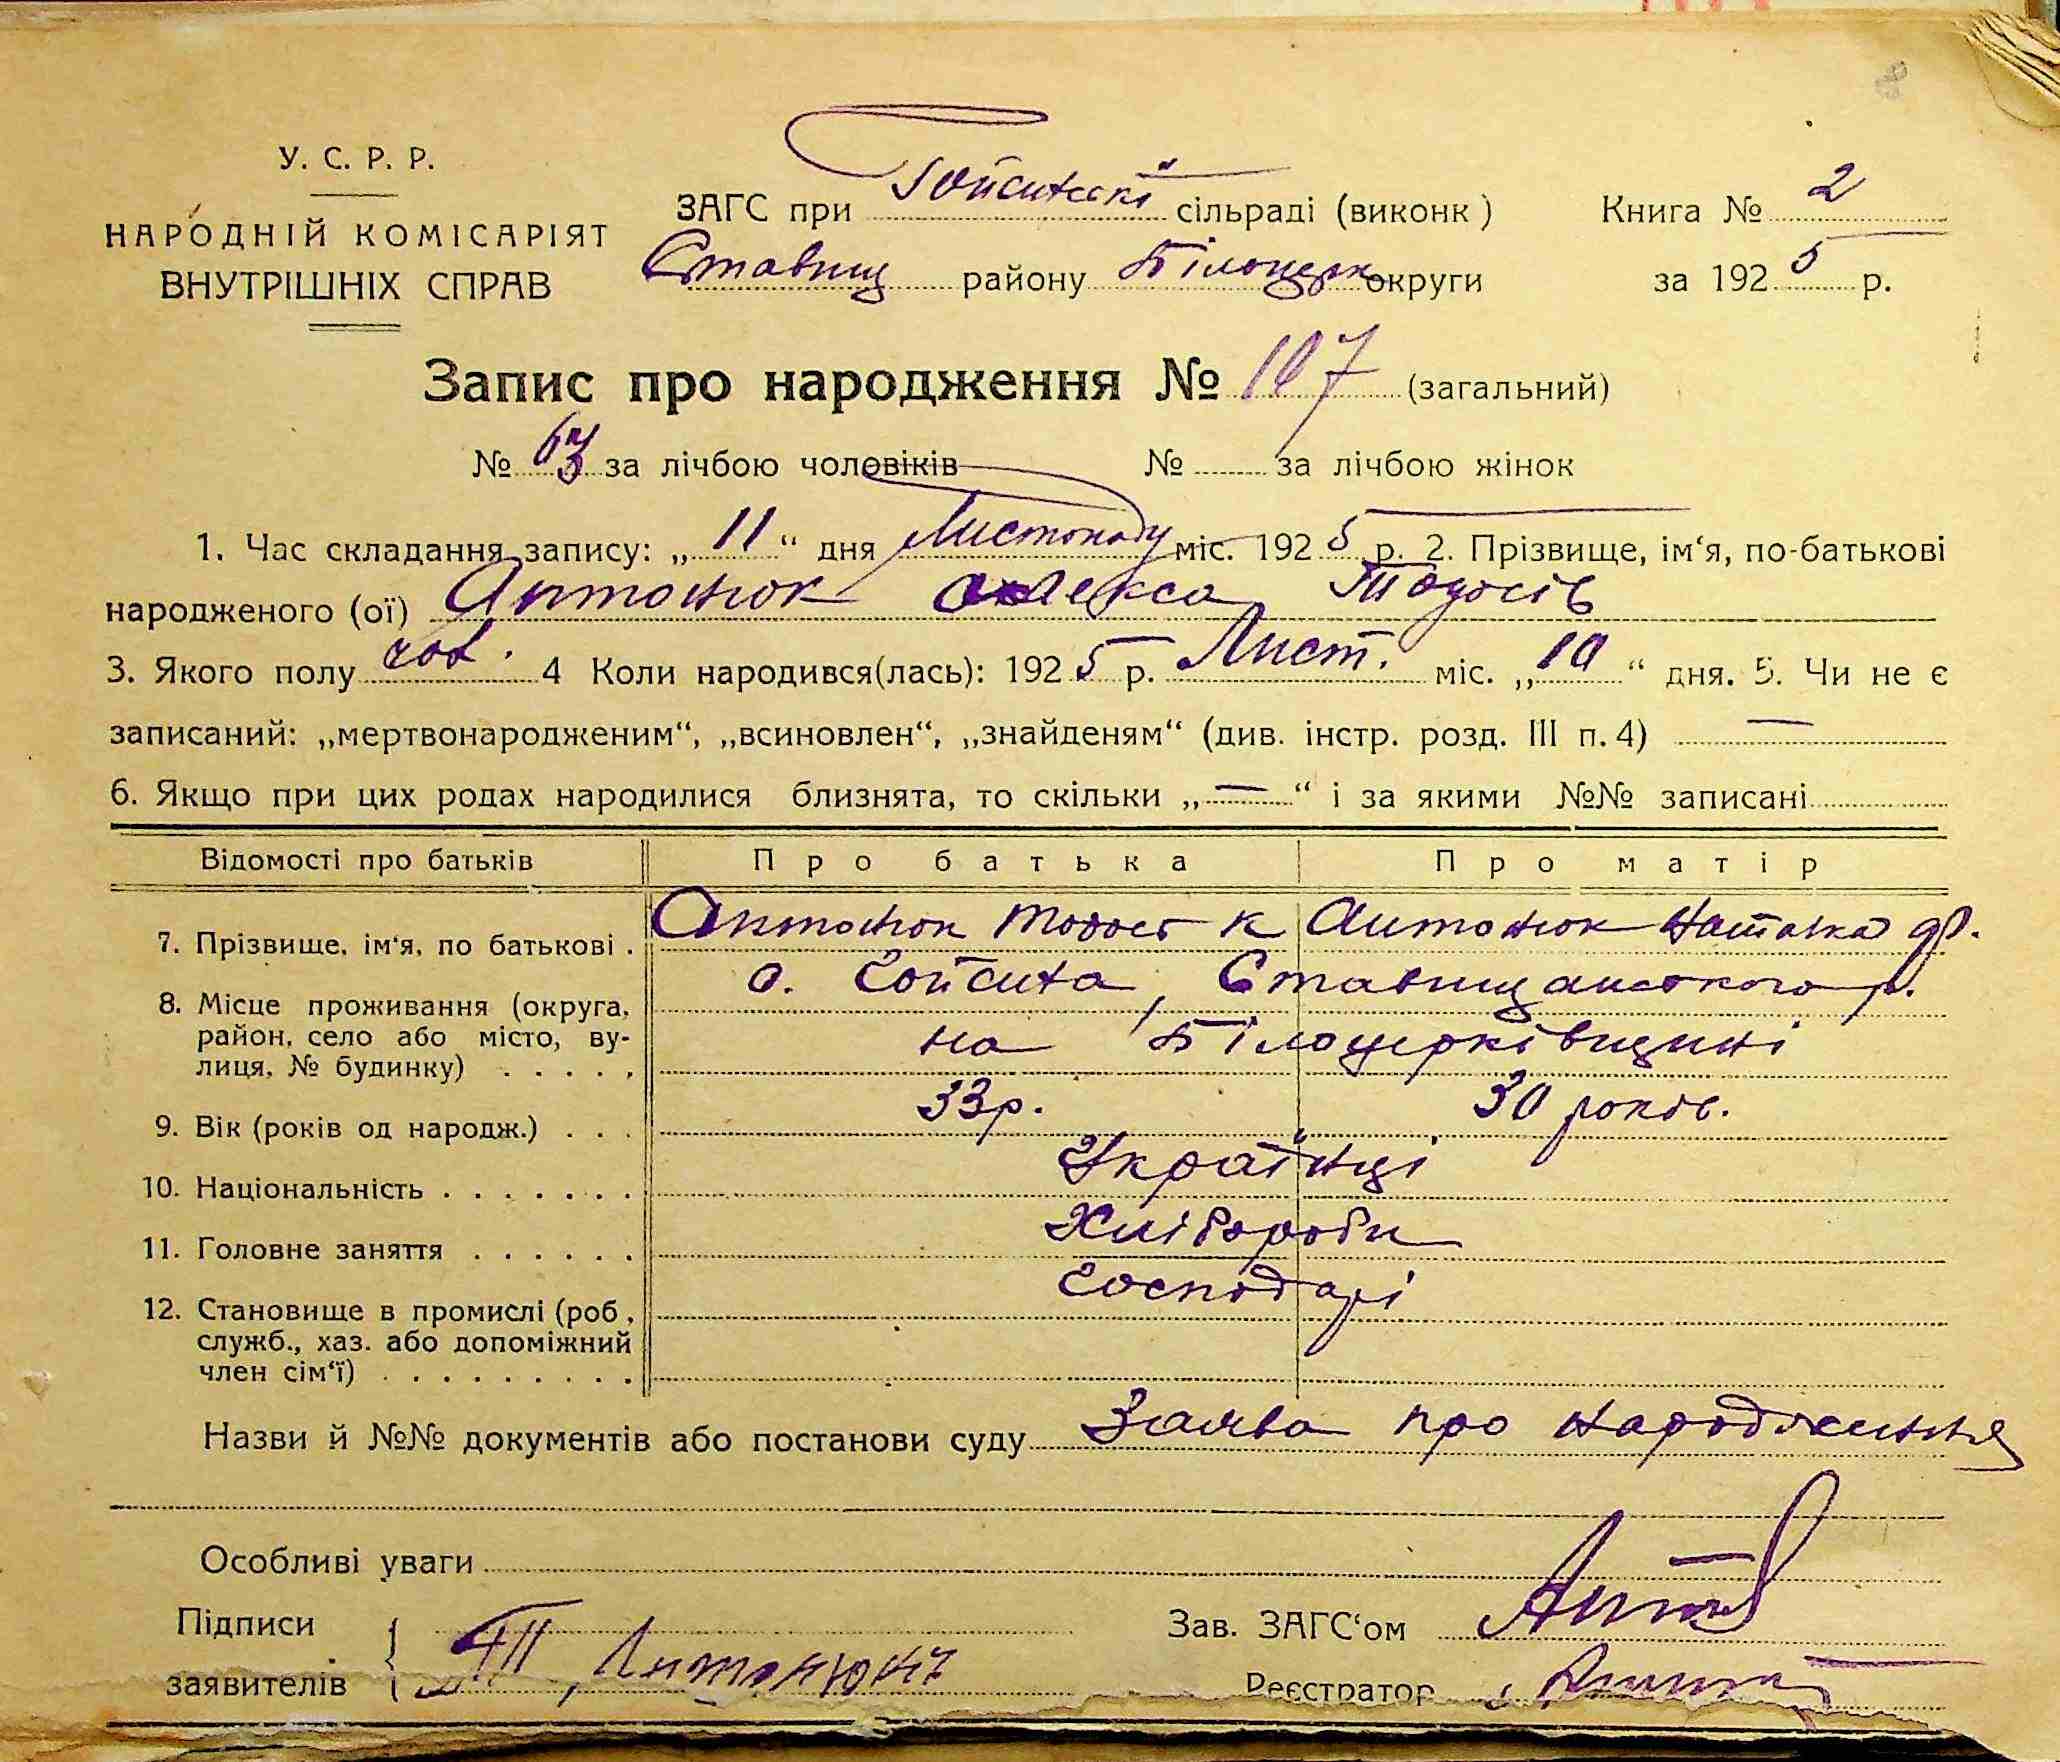 У. С. Р. Р.
НАРОДНІЙ КОМІСАРІЯТ
ВНУТРІШНІХ СПРАВ
ЗАГС при Гойсинскі сільраді (виконк)
Ставищ району Білоцерк округи
Книга № 2
за 1925 р.
Запис про народження № 107 (загальний)
№ 63 за лічбою чоловіків № за лічбою жінок
1. Час складання запису: „11“ дня Листопаду міс. 1925 р. 2. Прізвище, ім‘я, по-батькові
народженого (ої) Антонюк Олекса Тодосів
3. Якого полу чол. 4 Коли народився(лась): 1925 р. Лист. міс. „10“ дня. 5. Чи не є
записаний: „мертвонародженим“, „всиновлен“, „знайденям“ (див. інстр. розд. III п. 4) —
6. Якщо при цих родах народилися близнята, то скільки „—“ і за якими №№ записані
Відомості про батьків Про батька Про матір
7. Прізвище, ім‘я, по батькові . Антонюк Тодось К Антонюк Наталка
8. Місце проживання (округа, район, село або місто, вулиця, № будинку) . . . . .
с. Гойсиха, Ставищанського р.
на Білоцерківщині
9. Вік (років од народж.) . . . 33р. 30 років.
10. Національність . . . . . . . Українці
11. Головне заняття . . . . . . Хлібороби
12. Становище в промислі (роб, служб., хаз. або допоміжний член сім‘ї) . . . . . . . . .
Господарі
Назви й №№ документів або постанови суду Заява про народження
Особливі уваги
Підписи
заявителів Антонюк
Зав. ЗАГС‘ом
Реєстратор